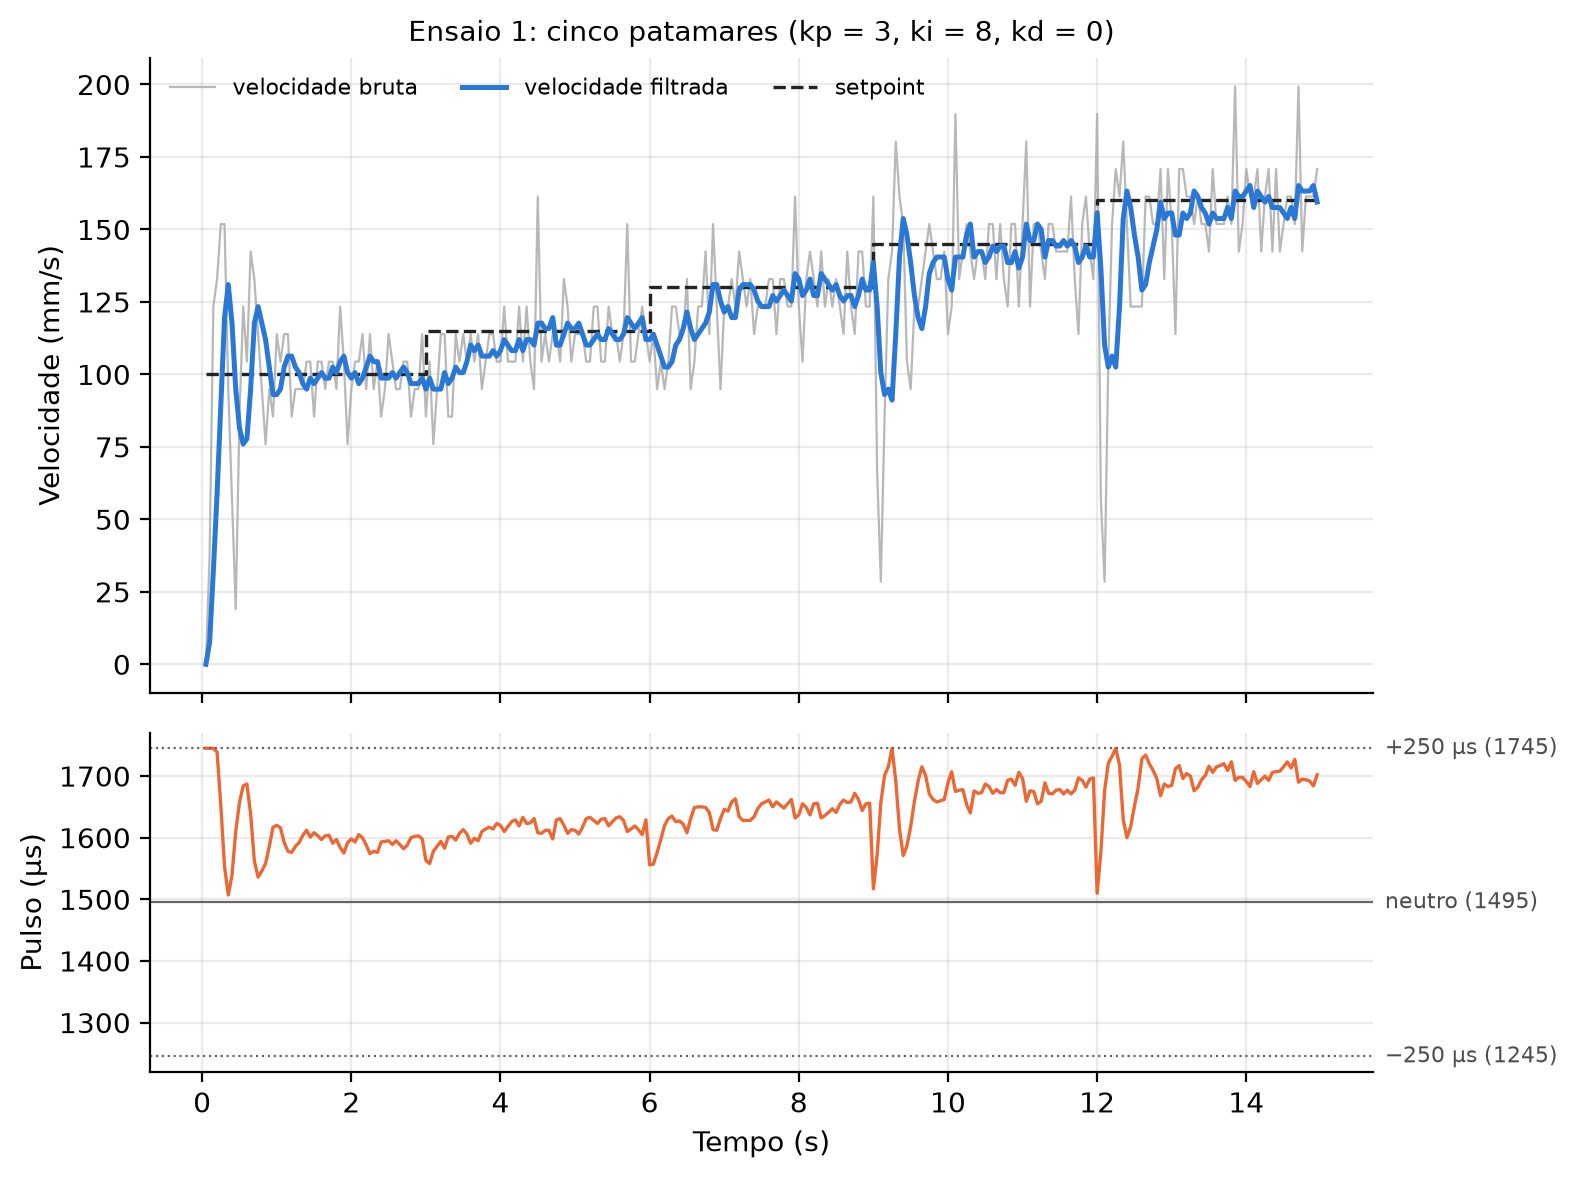 Ensaio 1: cinco patamares (kp = 3, ki = 8, kd = 0)
velocidade bruta velocidade filtrada setpoint
Velocidade (mm/s)
200
175
150
125
100
75
50
25
0
Pulso (µs)
1700
1600
1500
1400
1300
+250 µs (1745)
neutro (1495)
−250 µs (1245)
0 2 4 6 8 10 12 14
Tempo (s)